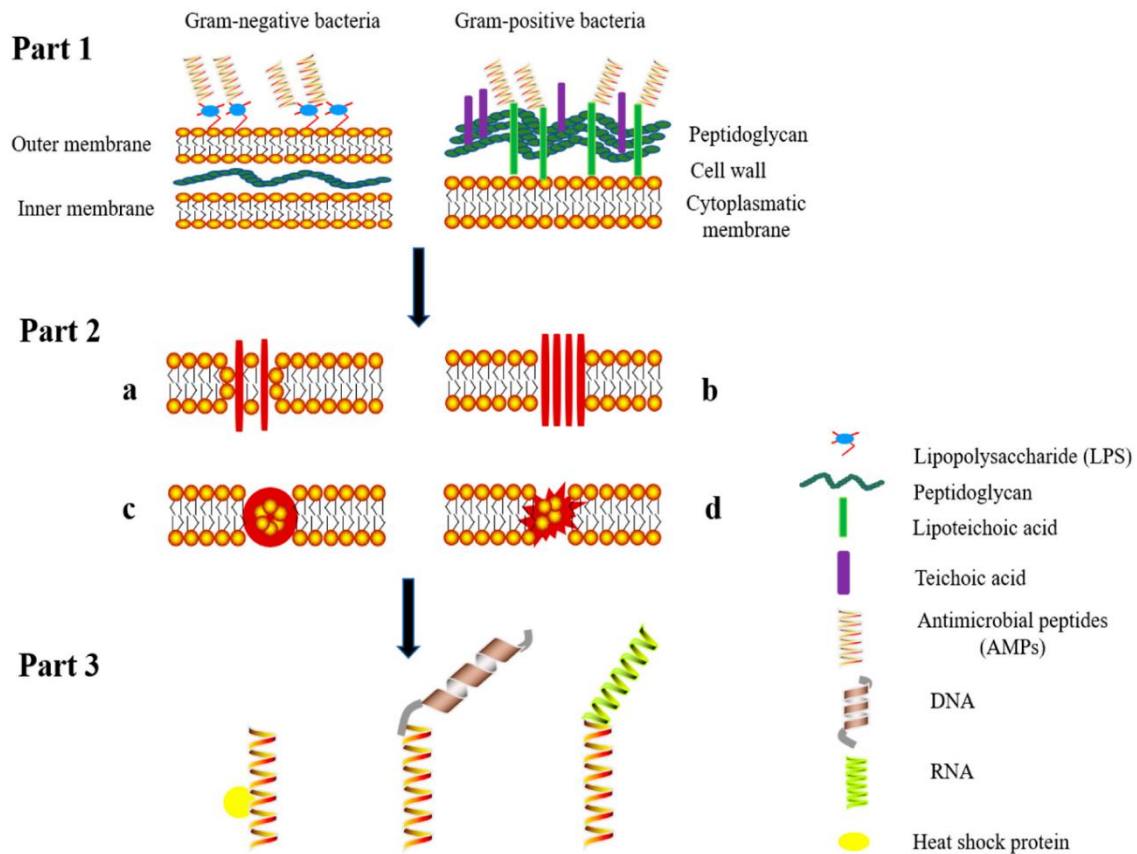 Gram-negative bacteria
Gram-positive bacteria
Part 1
Outer membrane
Inner membrane
Peptidoglycan
Cell wall
Cytoplasmatic
membrane
Part 2
a
b
c
d
Part 3
Lipopolysaccharide (LPS)
Peptidoglycan
Lipoteichoic acid
Teichoic acid
Antimicrobial peptides
(AMPs)
DNA
RNA
Heat shock protein